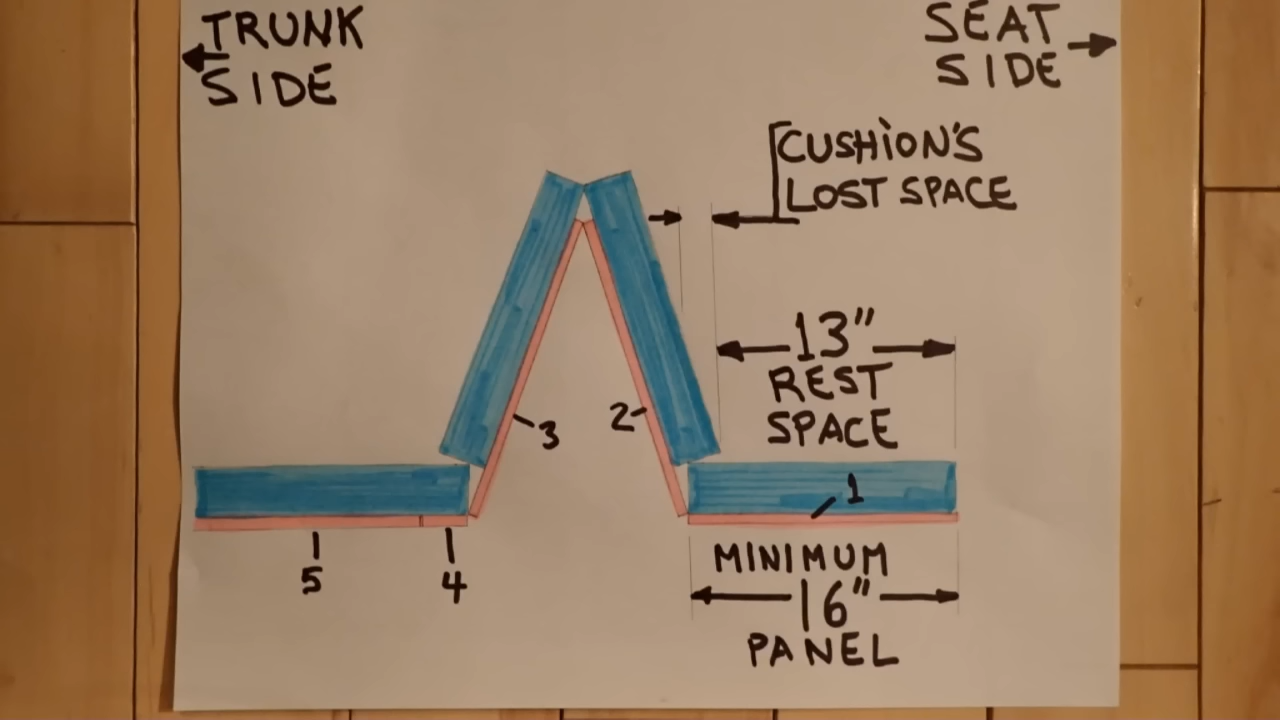 TRUNK
SIDE
SEAT
SIDE
CUSHION'S
LOST SPACE
13"
REST
SPACE
3
2
1
5
4
MINIMUM
16"
PANEL